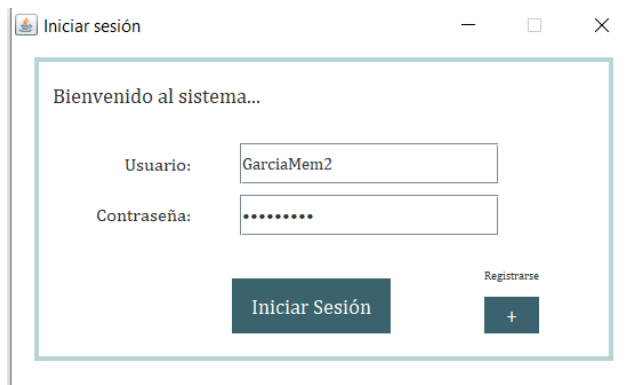 Iniciar sesión
Bienvenido al sistema...
Usuario: GarciaMem2
Contraseña: •••••••••
Registrarse
Iniciar Sesión +